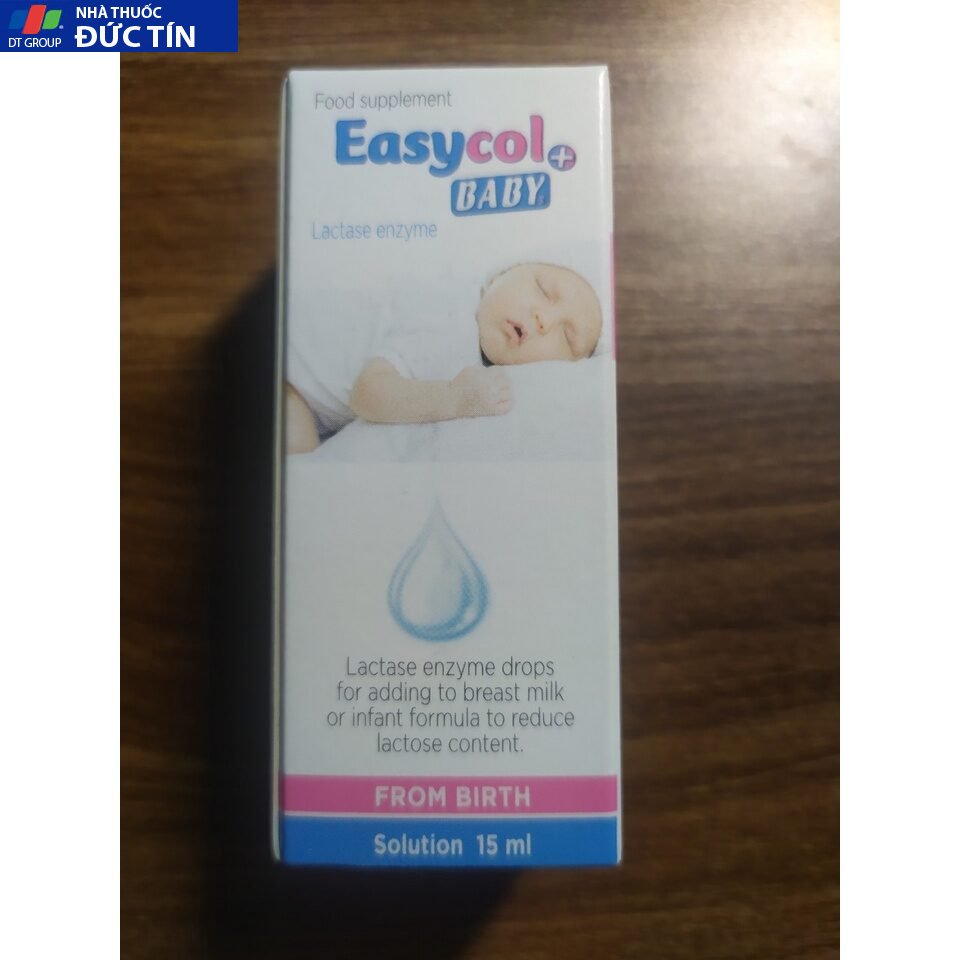 NHÀ THUỐC
DT GROUP ĐỨC TÍN
Food supplement
Easycol+
BABY
Lactase enzyme
Lactase enzyme drops
for adding to breast milk
or infant formula to reduce
lactose content.
FROM BIRTH
Solution 15 ml